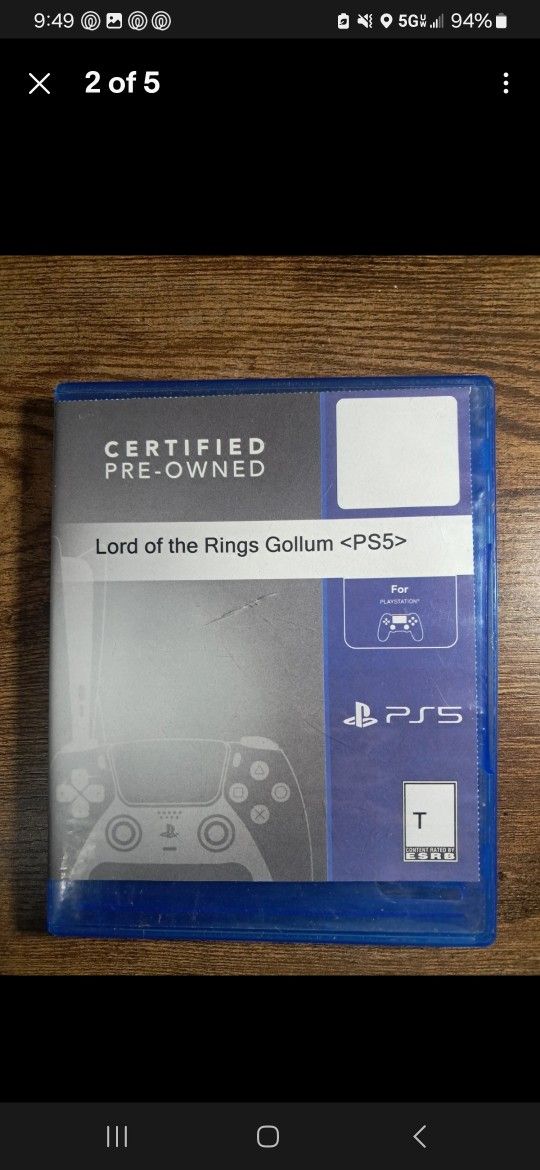 9:49
5G
94%
2 of 5
CERTIFIED
PRE-OWNED
Lord of the Rings Gollum <PS5>
For
PLAYSTATION®
PS5
T
CONTENT RATED BY
ESRB